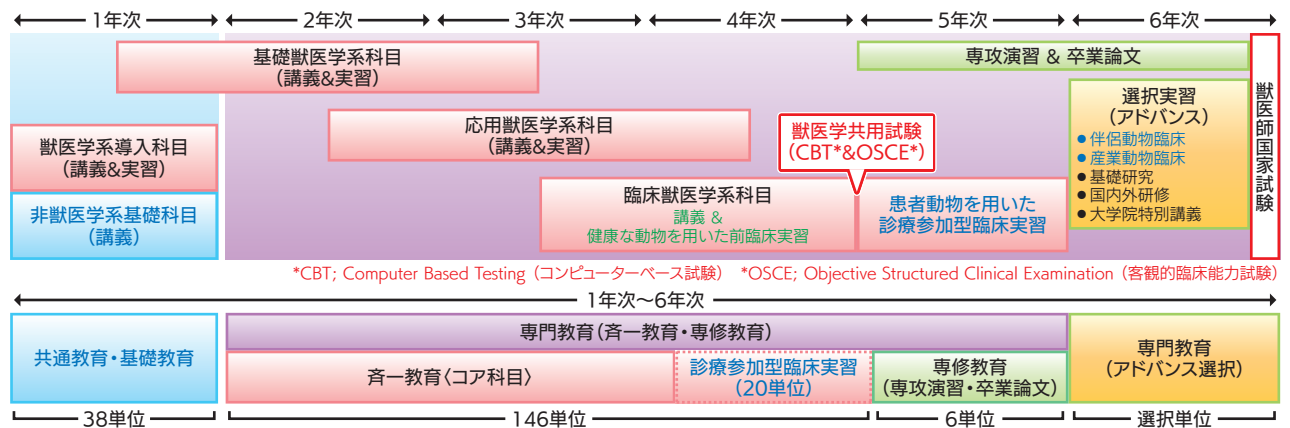 1年次
2年次
3年次
4年次
5年次
6年次
基礎獣医学系科目
(講義&実習)
専攻演習 & 卒業論文
獣医師国家試験
選択実習
(アドバンス)
● 伴侶動物臨床
● 産業動物臨床
● 基礎研究
● 国内外研修
● 大学院特別講義
応用獣医学系科目
(講義&実習)
獣医学共用試験
(CBT*&OSCE*)
獣医学系導入科目
(講義&実習)
臨床獣医学系科目
講義 &
健康な動物を用いた前臨床実習
患者動物を用いた
診療参加型臨床実習
非獣医学系基礎科目
(講義)
*CBT; Computer Based Testing (コンピューターベース試験) *OSCE; Objective Structured Clinical Examination (客観的臨床能力試験)
1年次〜6年次
共通教育・基礎教育
専門教育(斉一教育・専修教育)
専門教育
(アドバンス選択)
斉一教育〈コア科目〉
診療参加型臨床実習
(20単位)
専修教育
(専攻演習・卒業論文)
38単位
146単位
6単位
選択単位